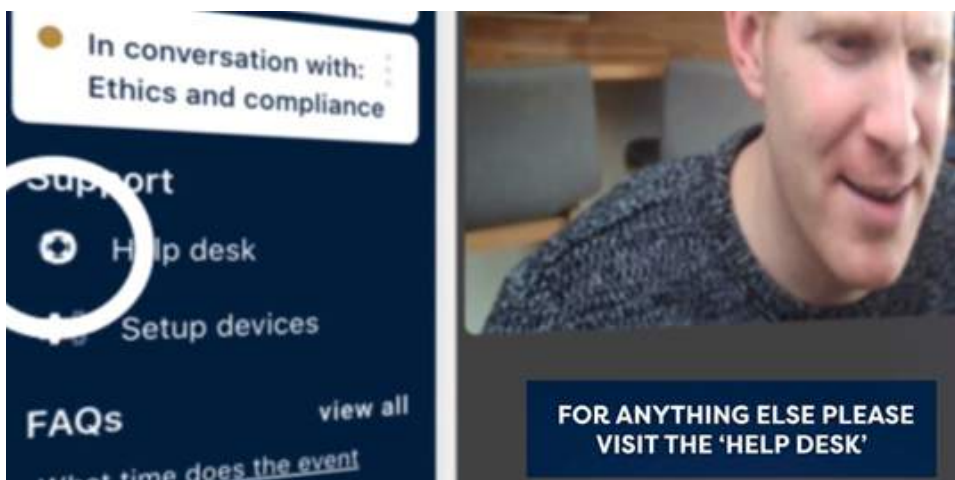 In conversation with:
Ethics and compliance
Support
Help desk
Setup devices
FAQs
view all
What time does the event
FOR ANYTHING ELSE PLEASE
VISIT THE ‘HELP DESK’